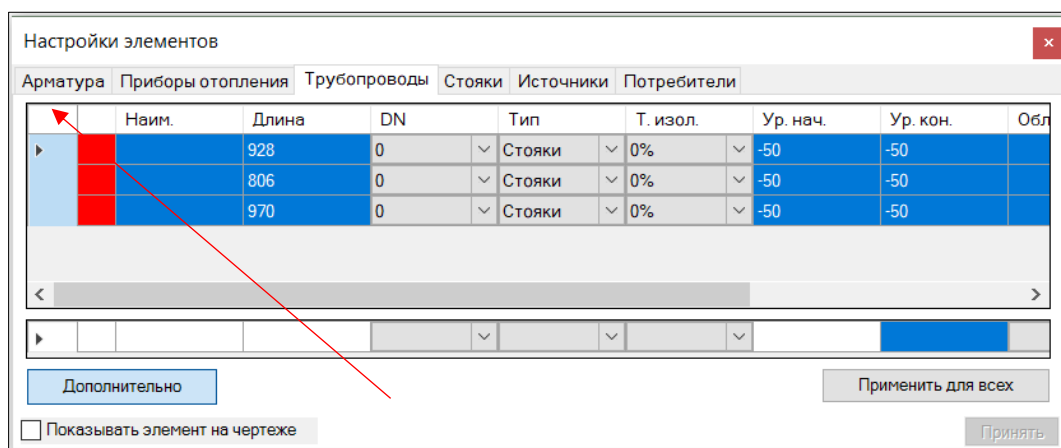 Настройки элементов
Арматура Приборы отопления Трубопроводы Стояки Источники Потребители
Наим. Длина DN Тип Т. изол. Ур. нач. Ур. кон. Обл
928 0 Стояки 0% -50 -50
806 0 Стояки 0% -50 -50
970 0 Стояки 0% -50 -50
Дополнительно Применить для всех
Показывать элемент на чертеже Принять